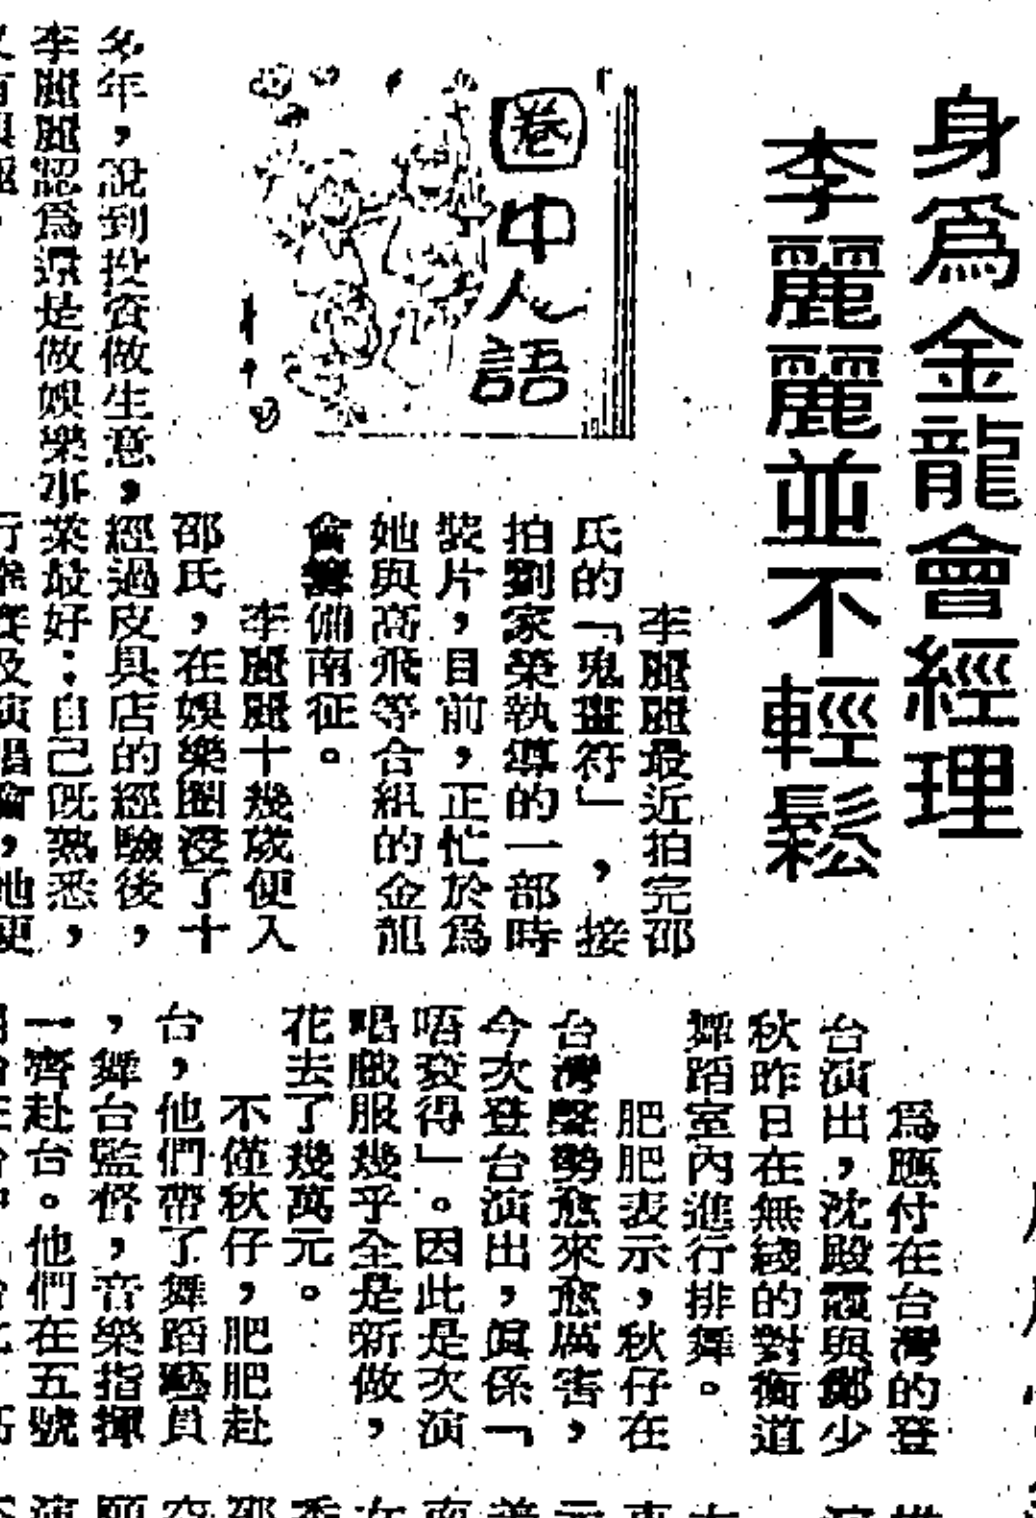 身爲金龍會經理
李麗麗並不輕鬆
圈中人語
李麗麗最近拍完邵
氏的「鬼畫符」，接
拍劉家榮執導的一部時
裝片，目前，正忙於爲
她與高飛等合組的金龍
會籌備南征。
李麗麗十幾歲便入
邵氏，在娛樂圈浸了十
多年，說到投資做生意，
經過皮具店的經驗後，
李麗麗認爲還是做娛樂事
業最好：自己既熟悉，
爲應付在台灣的登
台演出，沈殿霞與鄭少
秋昨日在無綫的對衡道
舞蹈室內進行排舞。
肥肥表示，秋仔在
台灣聲勢愈來愈厲害，
今次登台演出，眞係「
唔衰得」。因此是次演
唱戲服幾乎全是新做，
花去了幾萬元。
不僅秋仔，肥肥赴
台，他們帶了舞蹈藝員
，舞台監督，音樂指揮
一齊赴台。他們在五號